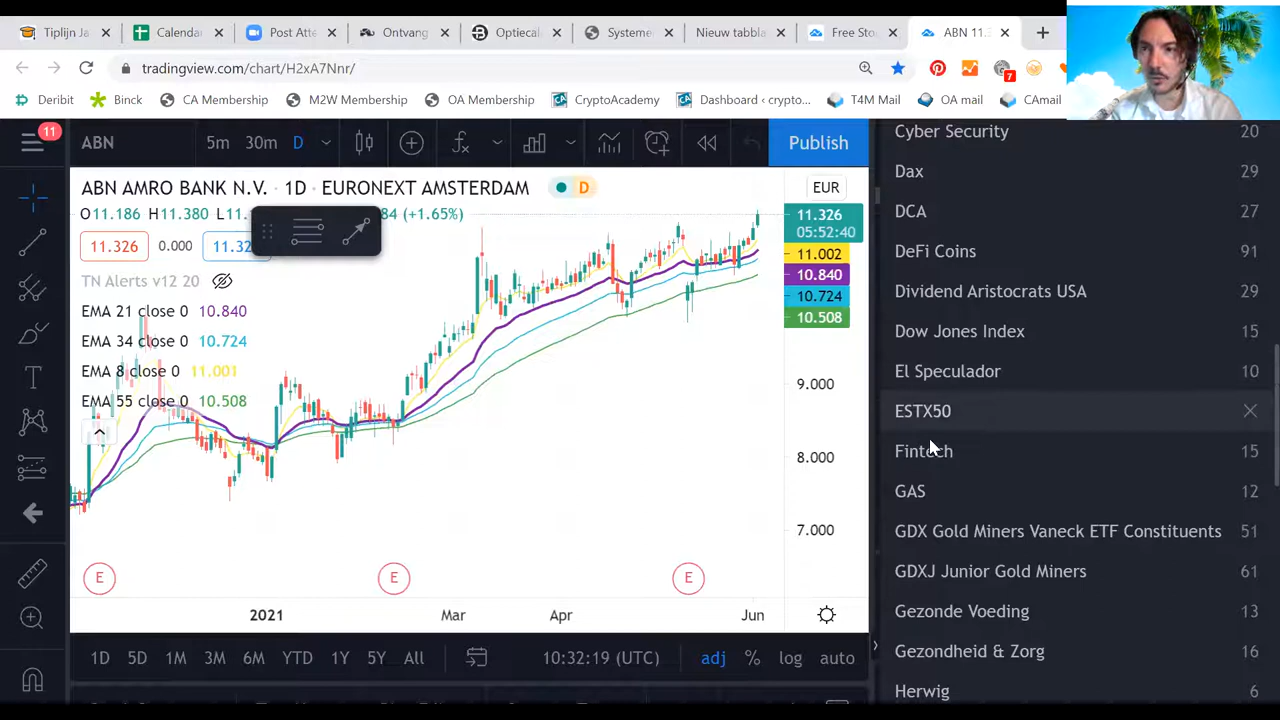 Tiplijn Ja
Calenda
Post Atte
Ontvang
Optiecal
Systeme
Nieuw tabbla
Free Sto
ABN 11.
tradingview.com/chart/H2xA7Nnr/
7
Deribit
Binck
CA Membership
M2W Membership
OA Membership
CryptoAcademy
Dashboard ‹ crypto...
T4M Mail
OA mail
CAmail
11
ABN
5m
30m
D
Publish
ABN AMRO BANK N.V. · 1D · EURONEXT AMSTERDAM
D
EUR
O11.186 H11.380 L11. 84 (+1.65%)
11.326
0.000
11.32
TN Alerts v12 20
EMA 21 close 0 10.840
EMA 34 close 0 10.724
EMA 8 close 0 11.001
EMA 55 close 0 10.508
11.326
05:52:40
11.002
10.840
10.724
10.508
9.000
8.000
7.000
E
E
E
2021
Mar
Apr
Jun
1D
5D
1M
3M
6M
YTD
1Y
5Y
All
10:32:19 (UTC)
adj
%
log
auto
Cyber Security 20
Dax 29
DCA 27
DeFi Coins 91
Dividend Aristocrats USA 29
Dow Jones Index 15
El Speculador 10
ESTX50
Fintech 15
GAS 12
GDX Gold Miners Vaneck ETF Constituents 51
GDXJ Junior Gold Miners 61
Gezonde Voeding 13
Gezondheid & Zorg 16
Herwig 6